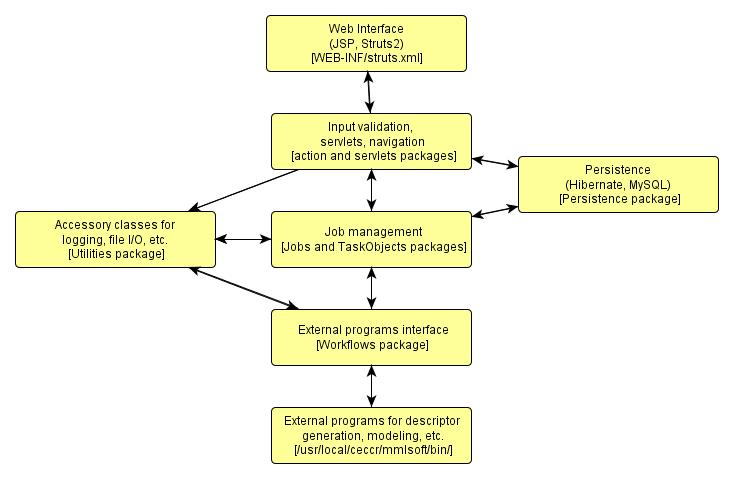 Web Interface
(JSP, Struts2)
[WEB-INF/struts.xml]
Input validation,
servlets, navigation
[action and servlets packages]
Persistence
(Hibernate, MySQL)
[Persistence package]
Accessory classes for
logging, file I/O, etc.
[Utilities package]
Job management
[Jobs and TaskObjects packages]
External programs interface
[Workflows package]
External programs for descriptor
generation, modeling, etc.
[/usr/local/ceccr/mmlsoft/bin/]